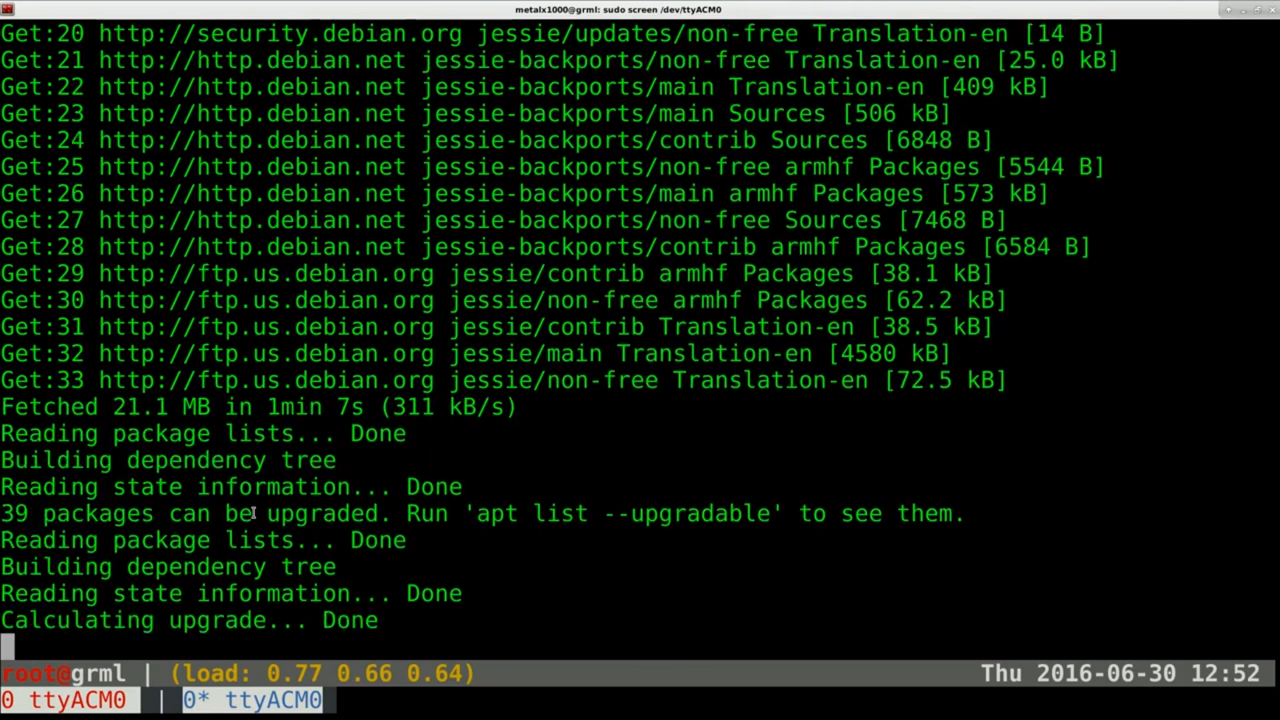 metalx1000@grml: sudo screen /dev/ttyACM0
Get:20 http://security.debian.org jessie/updates/non-free Translation-en [14 B]
Get:21 http://http.debian.net jessie-backports/non-free Translation-en [25.0 kB]
Get:22 http://http.debian.net jessie-backports/main Translation-en [409 kB]
Get:23 http://http.debian.net jessie-backports/main Sources [506 kB]
Get:24 http://http.debian.net jessie-backports/contrib Sources [6848 B]
Get:25 http://http.debian.net jessie-backports/non-free armhf Packages [5544 B]
Get:26 http://http.debian.net jessie-backports/main armhf Packages [573 kB]
Get:27 http://http.debian.net jessie-backports/non-free Sources [7468 B]
Get:28 http://http.debian.net jessie-backports/contrib armhf Packages [6584 B]
Get:29 http://ftp.us.debian.org jessie/contrib armhf Packages [38.1 kB]
Get:30 http://ftp.us.debian.org jessie/non-free armhf Packages [62.2 kB]
Get:31 http://ftp.us.debian.org jessie/contrib Translation-en [38.5 kB]
Get:32 http://ftp.us.debian.org jessie/main Translation-en [4580 kB]
Get:33 http://ftp.us.debian.org jessie/non-free Translation-en [72.5 kB]
Fetched 21.1 MB in 1min 7s (311 kB/s)
Reading package lists... Done
Building dependency tree
Reading state information... Done
39 packages can be upgraded. Run 'apt list --upgradable' to see them.
Reading package lists... Done
Building dependency tree
Reading state information... Done
Calculating upgrade... Done
root@grml | (load: 0.77 0.66 0.64) Thu 2016-06-30 12:52
0 ttyACM0 | 0* ttyACM0